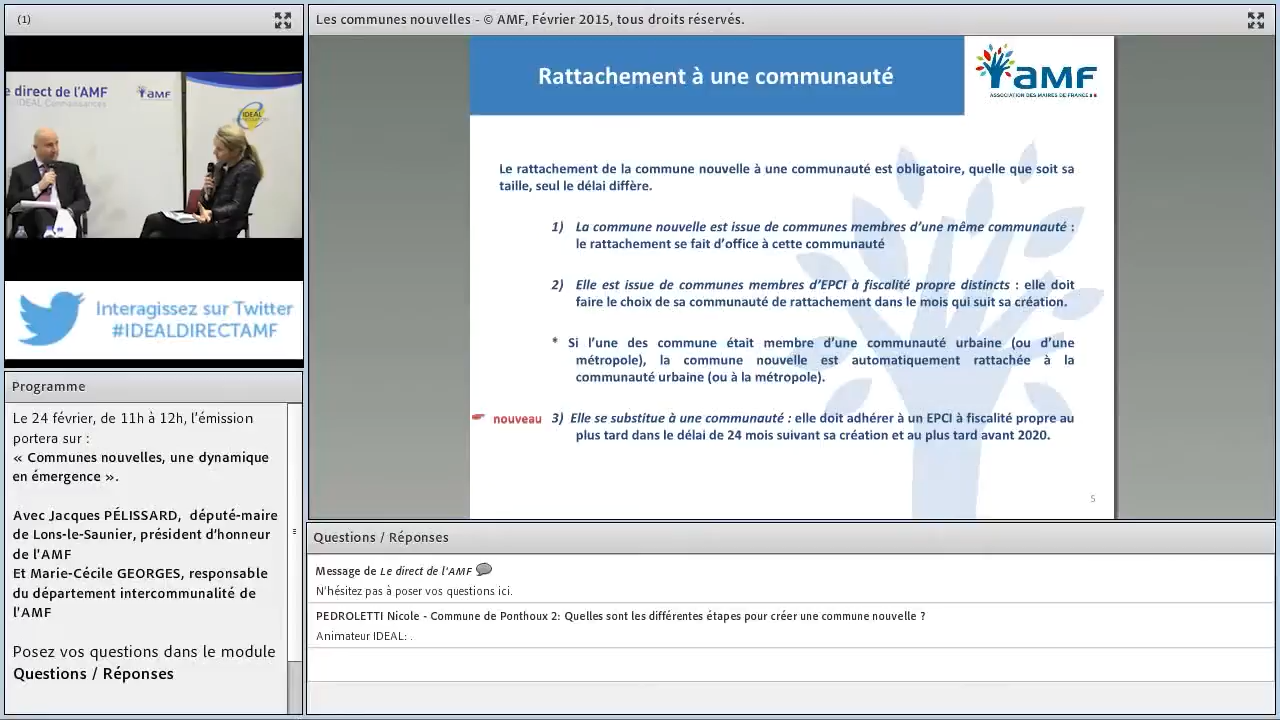 (1)
e direct de l'AMF
IDEAL Connaissances
AMF
IDEAL
Interagissez sur Twitter
#IDEALDIRECTAMF
Programme
Le 24 février, de 11h à 12h, l'émission
portera sur :
« Communes nouvelles, une dynamique
en émergence ».
Avec Jacques PÉLISSARD, député-maire
de Lons-le-Saunier, président d'honneur
de l'AMF
Et Marie-Cécile GEORGES, responsable
du département intercommunalité de
l'AMF
Posez vos questions dans le module
Questions / Réponses
Les communes nouvelles - © AMF, Février 2015, tous droits réservés.
Rattachement à une communauté
AMF
ASSOCIATION DES MAIRES DE FRANCE
Le rattachement de la commune nouvelle à une communauté est obligatoire, quelle que soit sa
taille, seul le délai diffère.
1) La commune nouvelle est issue de communes membres d'une même communauté :
le rattachement se fait d'office à cette communauté
2) Elle est issue de communes membres d'EPCI à fiscalité propre distincts : elle doit
faire le choix de sa communauté de rattachement dans le mois qui suit sa création.
* Si l'une des commune était membre d'une communauté urbaine (ou d'une
métropole), la commune nouvelle est automatiquement rattachée à la
communauté urbaine (ou à la métropole).
☛ nouveau 3) Elle se substitue à une communauté : elle doit adhérer à un EPCI à fiscalité propre au
plus tard dans le délai de 24 mois suivant sa création et au plus tard avant 2020.
5
Questions / Réponses
Message de Le direct de l'AMF
N'hésitez pas à poser vos questions ici.
PEDROLETTI Nicole - Commune de Ponthoux 2: Quelles sont les différentes étapes pour créer une commune nouvelle ?
Animateur IDEAL: .